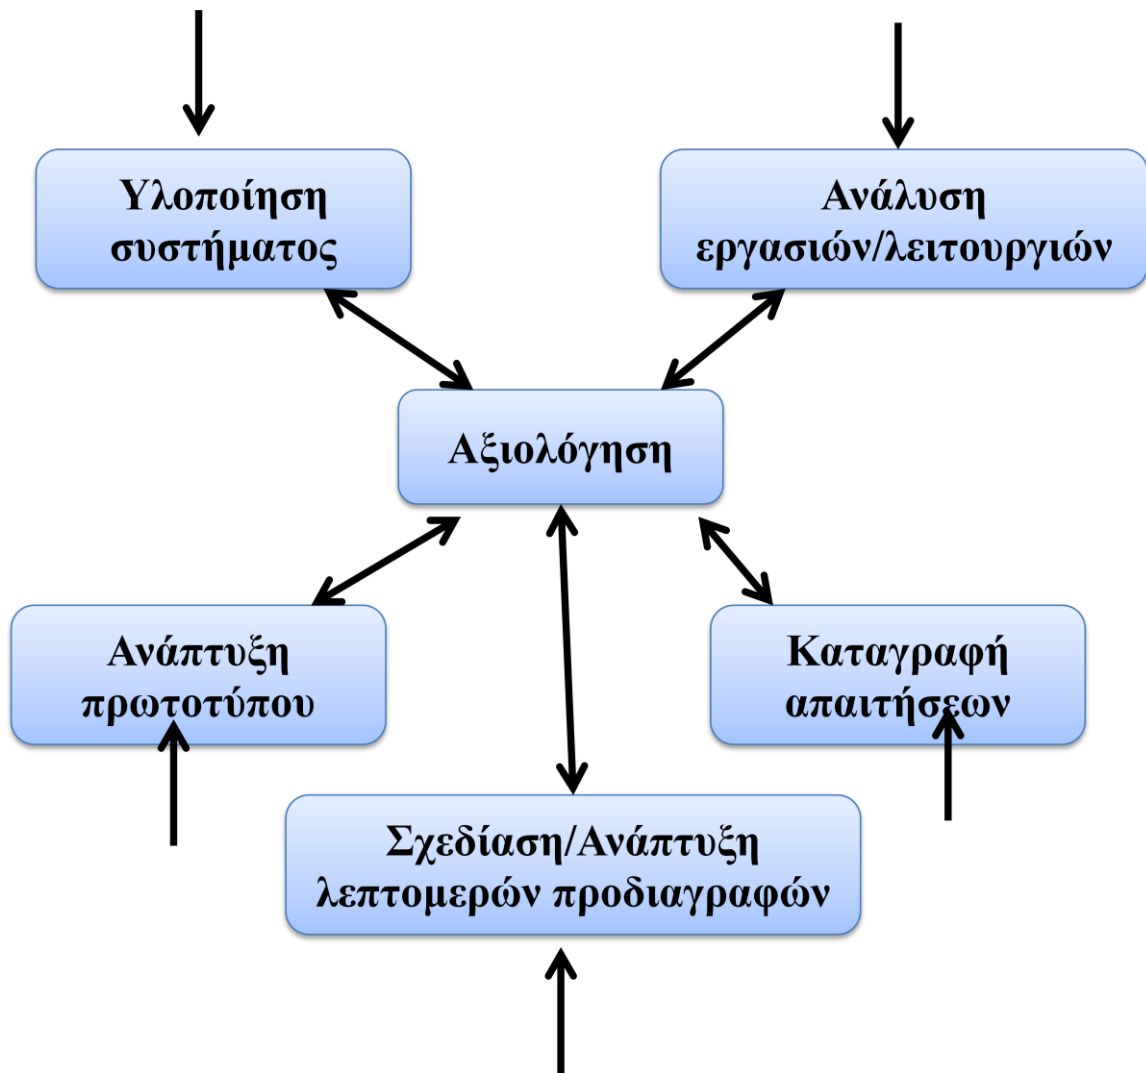 Υλοποίηση
συστήματος
Ανάλυση
εργασιών/λειτουργιών
Αξιολόγηση
Ανάπτυξη
πρωτοτύπου
Καταγραφή
απαιτήσεων
Σχεδίαση/Ανάπτυξη
λεπτομερών προδιαγραφών